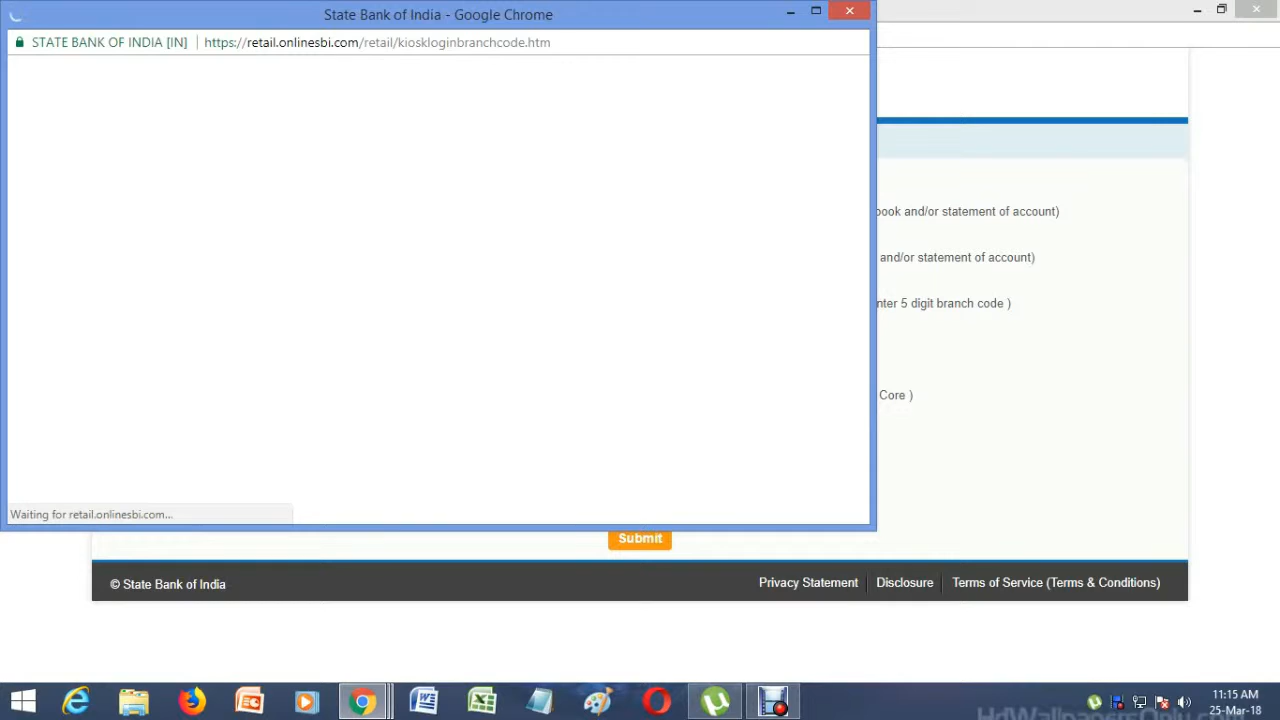 State Bank of India - Google Chrome
STATE BANK OF INDIA [IN] https://retail.onlinesbi.com/retail/kioskloginbranchcode.htm
book and/or statement of account)
and/or statement of account)
nter 5 digit branch code )
Core )
Waiting for retail.onlinesbi.com...
Submit
© State Bank of India Privacy Statement Disclosure Terms of Service (Terms & Conditions)
11:15 AM
25-Mar-18
HdWallpapersOnly.com